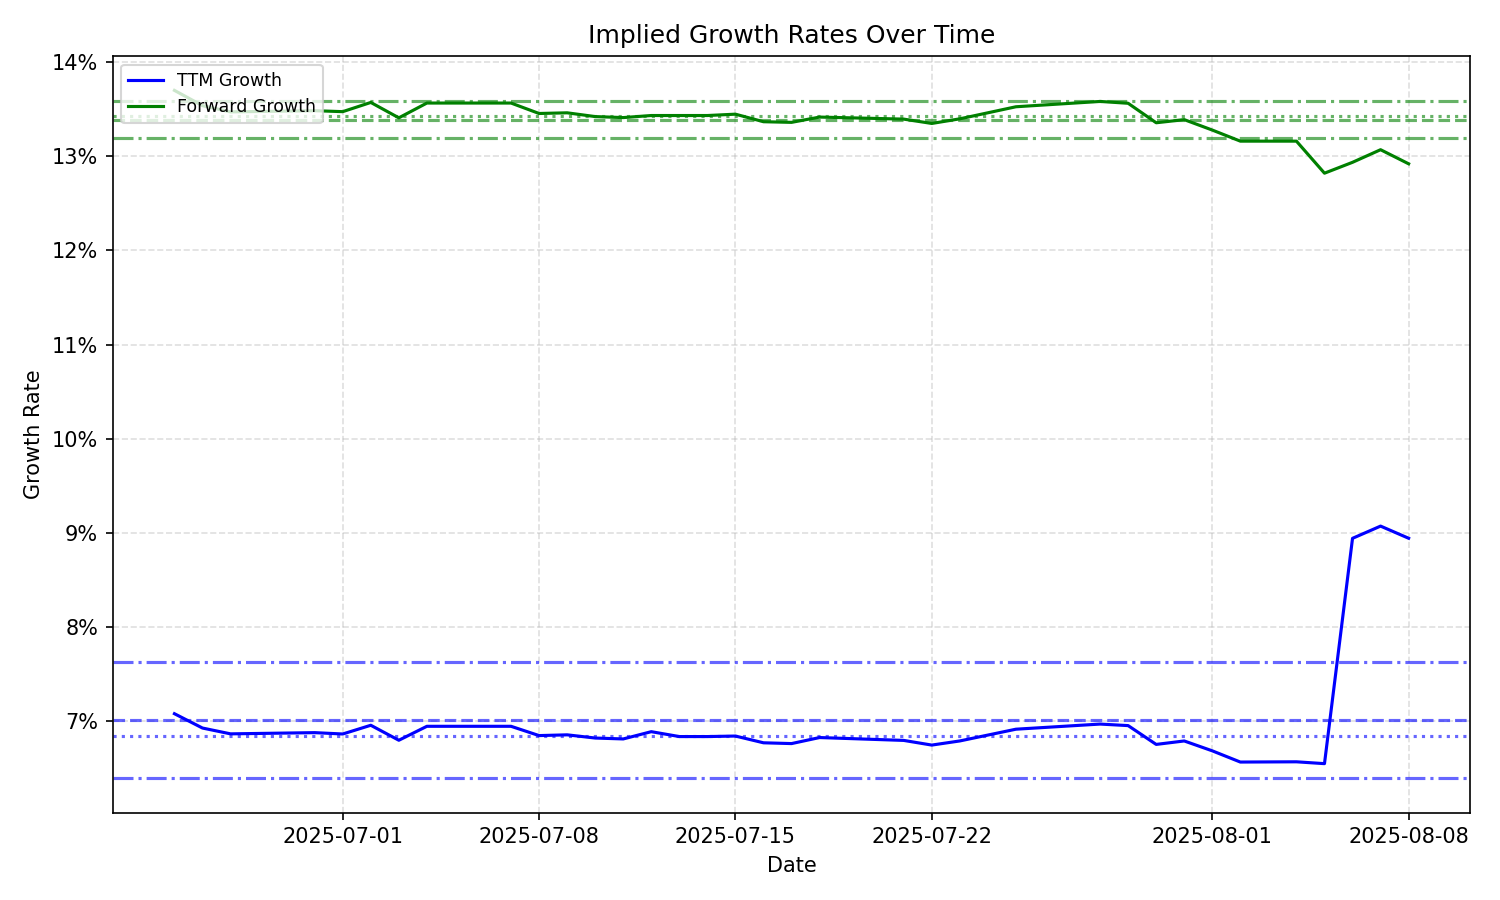 Implied Growth Rates Over Time
TTM Growth
Forward Growth
14%
13%
12%
11%
10%
9%
8%
7%
Growth Rate
2025-07-01
2025-07-08
2025-07-15
2025-07-22
2025-08-01
2025-08-08
Date